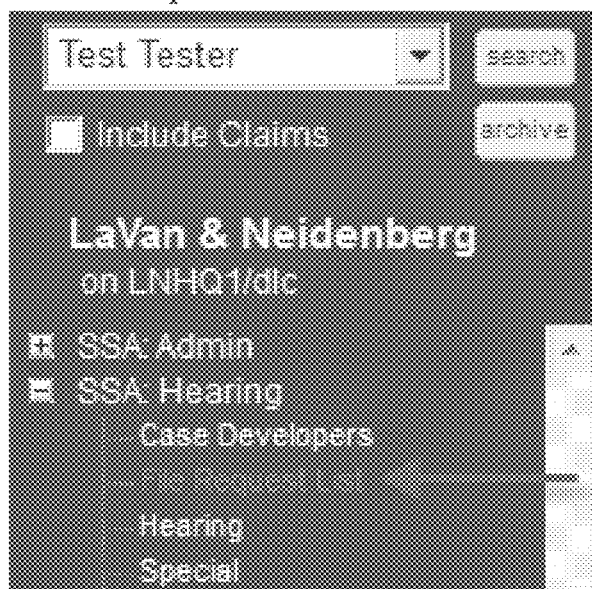 Test Tester
search
Include Claims
archive
LaVan & Neidenberg
on LNHQ1/dlc
SSA: Admin
SSA: Hearing
Case Developers
Hearing
Special